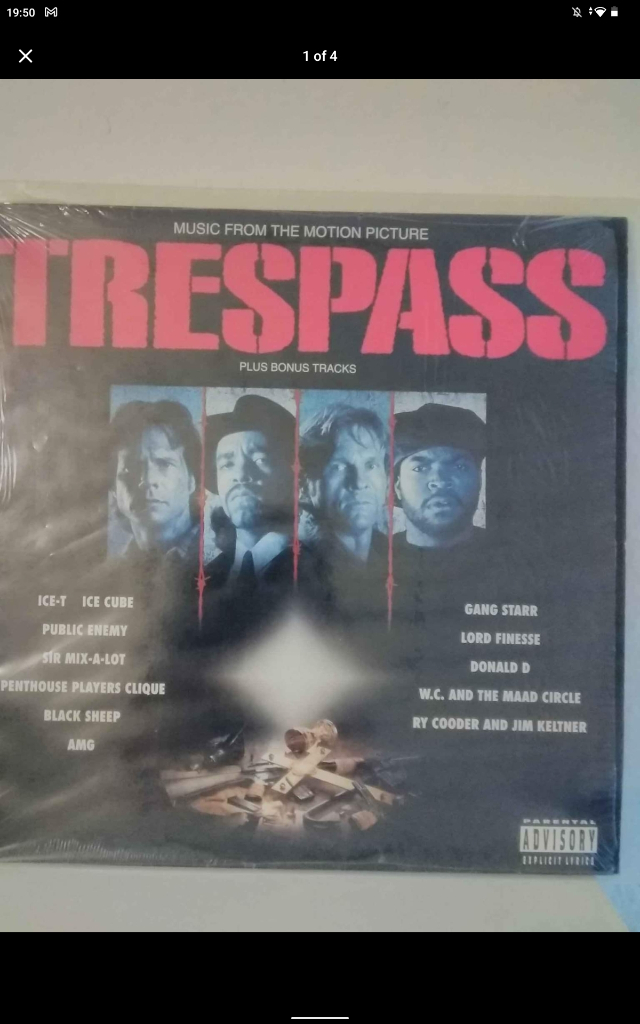 19:50
1 of 4
MUSIC FROM THE MOTION PICTURE
TRESPASS
PLUS BONUS TRACKS
ICE-T ICE CUBE
PUBLIC ENEMY
SIR MIX-A-LOT
PENTHOUSE PLAYERS CLIQUE
BLACK SHEEP
AMG
GANG STARR
LORD FINESSE
DONALD D
W.C. AND THE MAAD CIRCLE
RY COODER AND JIM KELTNER
PARENTAL
ADVISORY
EXPLICIT LYRICS